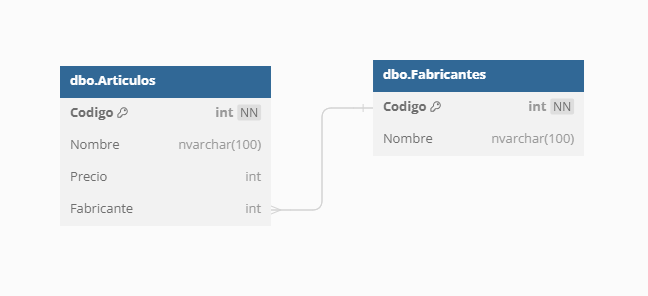 dbo.Articulos
Codigo int NN
Nombre nvarchar(100)
Precio int
Fabricante int
dbo.Fabricantes
Codigo int NN
Nombre nvarchar(100)